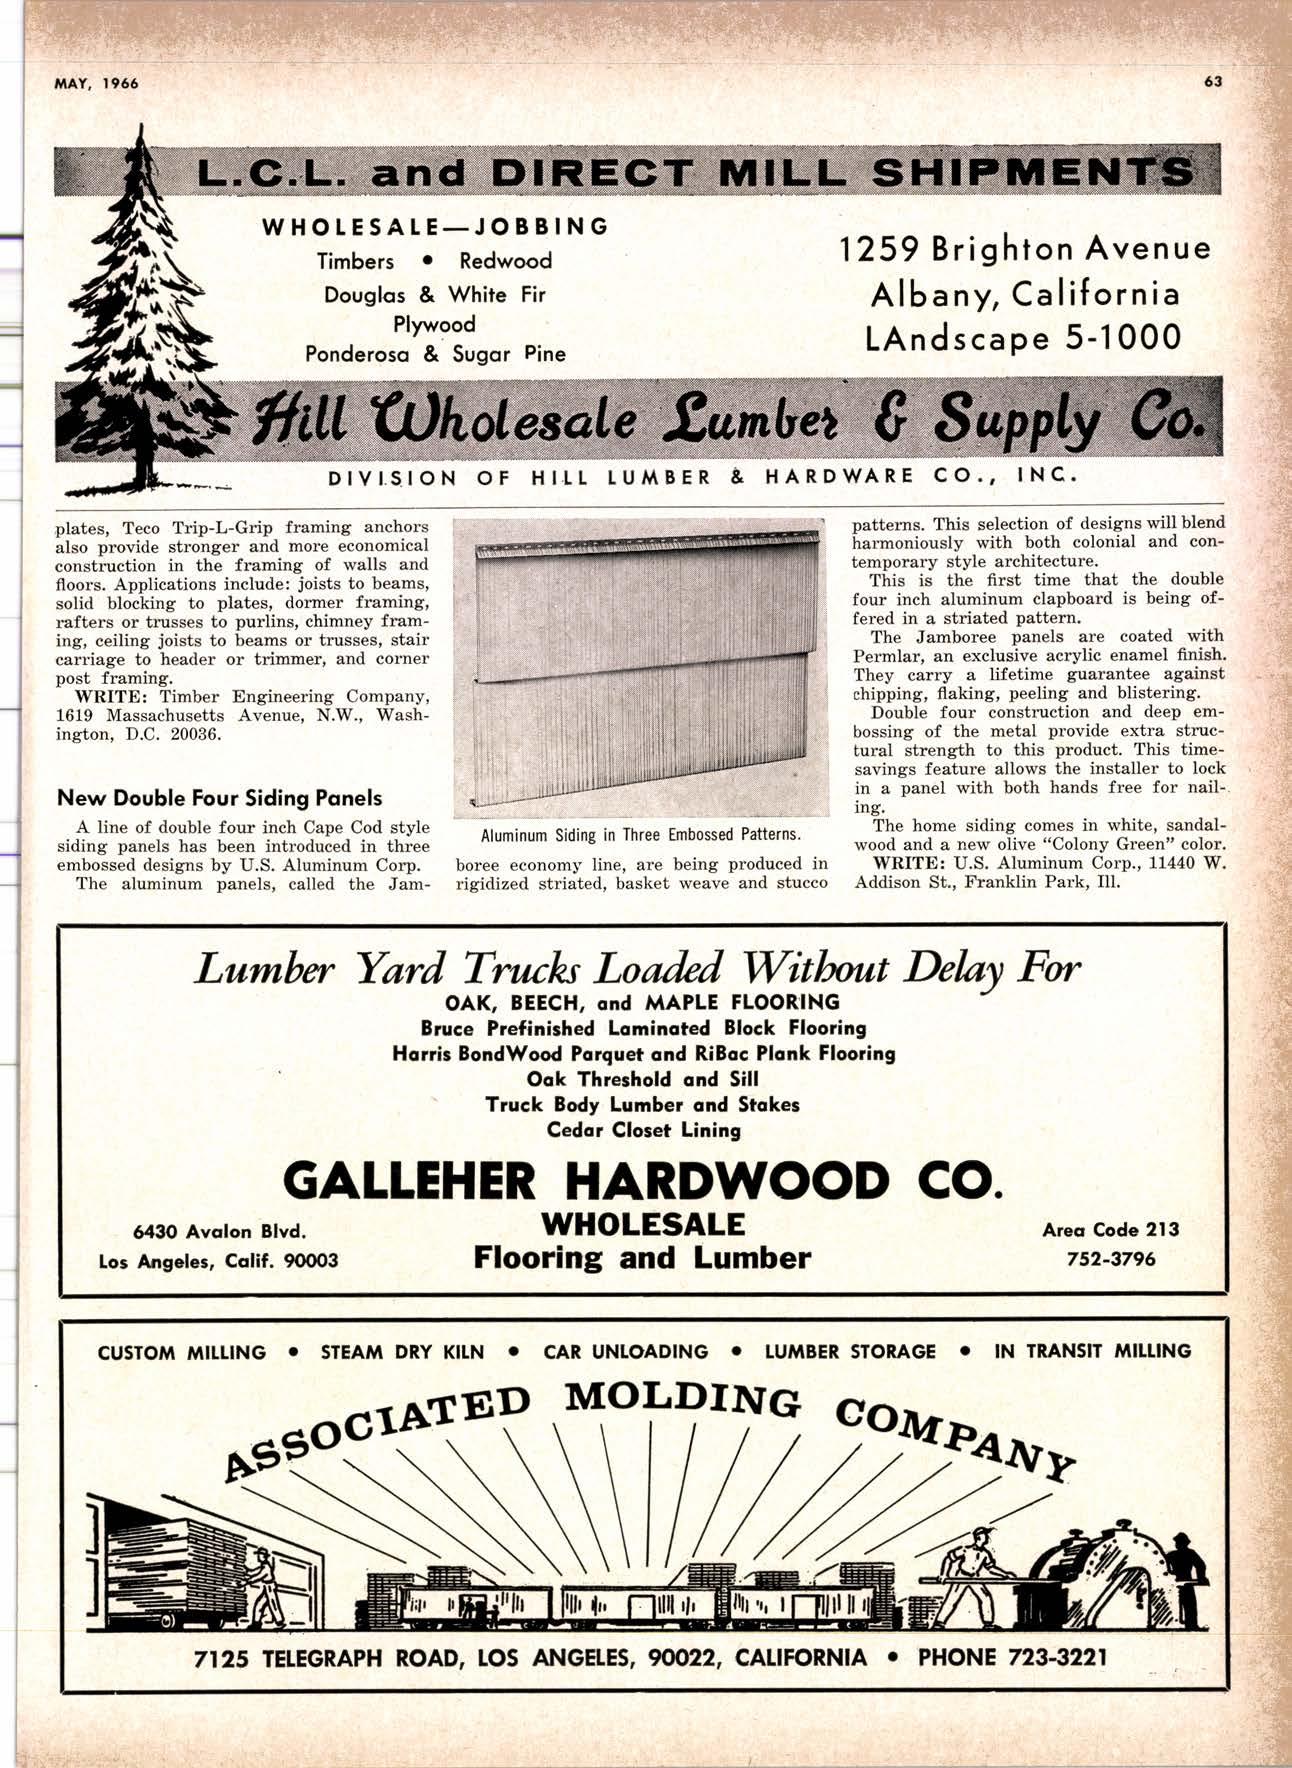 MAY, 1966
63
L.C.L. and DIRECT MILL SHIPMENTS
WHOLESALE—JOBBING
Timbers • Redwood
Douglas & White Fir
Plywood
Ponderosa & Sugar Pine
1259 Brighton Avenue
Albany, California
LAndscape 5-1000
Hill Wholesale Lumber & Supply Co.
DIVISION OF HILL LUMBER & HARDWARE CO., INC.
plates, Teco Trip-L-Grip framing anchors
also provide stronger and more economical
construction in the framing of walls and
floors. Applications include: joists to beams,
solid blocking to plates, dormer framing,
rafters or trusses to purlins, chimney fram-
ing, ceiling joists to beams or trusses, stair
carriage to header or trimmer, and corner
post framing.
WRITE: Timber Engineering Company,
1619 Massachusetts Avenue, N.W., Wash-
ington, D.C. 20036.
New Double Four Siding Panels
A line of double four inch Cape Cod style
siding panels has been introduced in three
embossed designs by U.S. Aluminum Corp.
The aluminum panels, called the Jam-
Aluminum Siding in Three Embossed Patterns.
boree economy line, are being produced in
rigidized striated, basket weave and stucco
patterns. This selection of designs will blend
harmoniously with both colonial and con-
temporary style architecture.
This is the first time that the double
four inch aluminum clapboard is being of-
fered in a striated pattern.
The Jamboree panels are coated with
Permlar, an exclusive acrylic enamel finish.
They carry a lifetime guarantee against
chipping, flaking, peeling and blistering.
Double four construction and deep em-
bossing of the metal provide extra struc-
tural strength to this product. This time-
savings feature allows the installer to lock
in a panel with both hands free for nail-
ing.
The home siding comes in white, sandal-
wood and a new olive "Colony Green" color.
WRITE: U.S. Aluminum Corp., 11440 W.
Addison St., Franklin Park, Ill.
Lumber Yard Trucks Loaded Without Delay For
OAK, BEECH, and MAPLE FLOORING
Bruce Prefinished Laminated Block Flooring
Harris BondWood Parquet and RiBac Plank Flooring
Oak Threshold and Sill
Truck Body Lumber and Stakes
Cedar Closet Lining
GALLEHER HARDWOOD CO.
6430 Avalon Blvd.
Los Angeles, Calif. 90003
WHOLESALE
Flooring and Lumber
Area Code 213
752-3796
CUSTOM MILLING • STEAM DRY KILN • CAR UNLOADING • LUMBER STORAGE • IN TRANSIT MILLING
ASSOCIATED MOLDING COMPANY
7125 TELEGRAPH ROAD, LOS ANGELES, 90022, CALIFORNIA • PHONE 723-3221